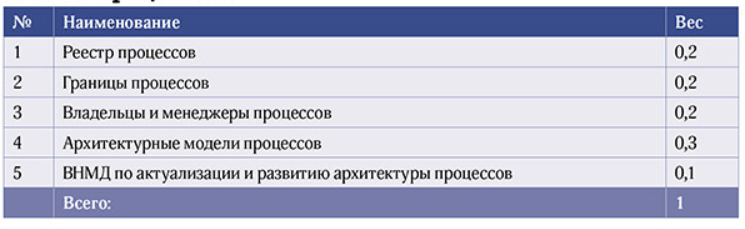 № Наименование Вес
1 Реестр процессов 0,2
2 Границы процессов 0,2
3 Владельцы и менеджеры процессов 0,2
4 Архитектурные модели процессов 0,3
5 ВНМД по актуализации и развитию архитектуры процессов 0,1
Всего: 1